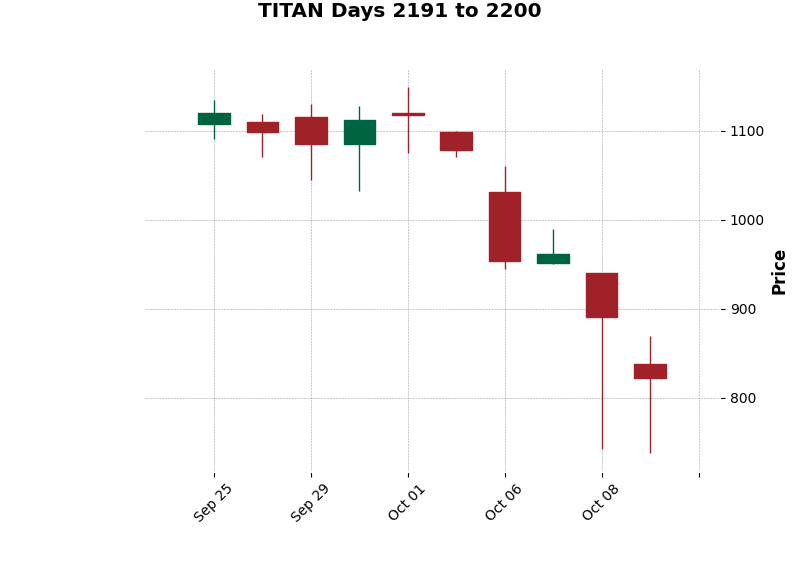 TITAN Days 2191 to 2200
1100
1000
900
800
Price
Sep 25
Sep 29
Oct 01
Oct 06
Oct 08